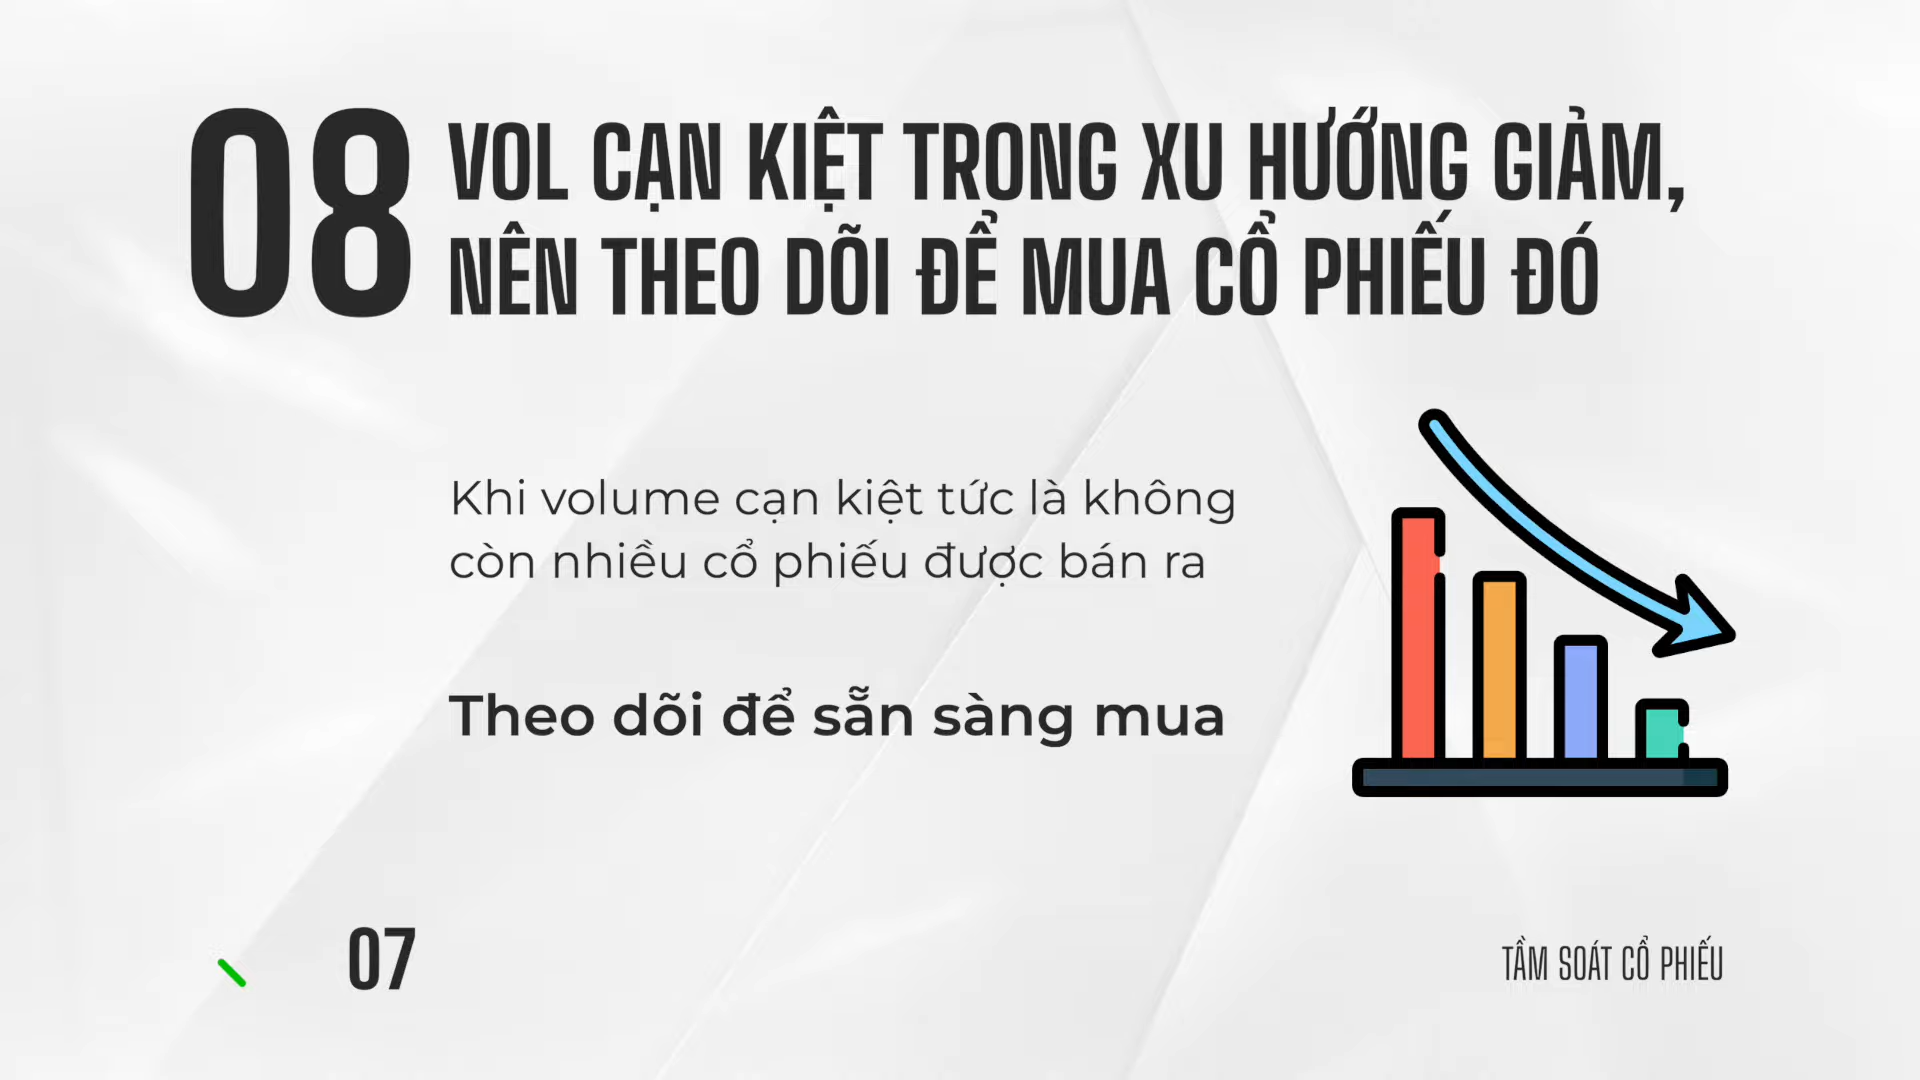 08
VOL CẠN KIỆT TRONG XU HƯỚNG GIẢM,
NÊN THEO DÕI ĐỂ MUA CỔ PHIẾU ĐÓ
Khi volume cạn kiệt tức là không
còn nhiều cổ phiếu được bán ra
Theo dõi để sẵn sàng mua
07
TẦM SOÁT CỔ PHIẾU